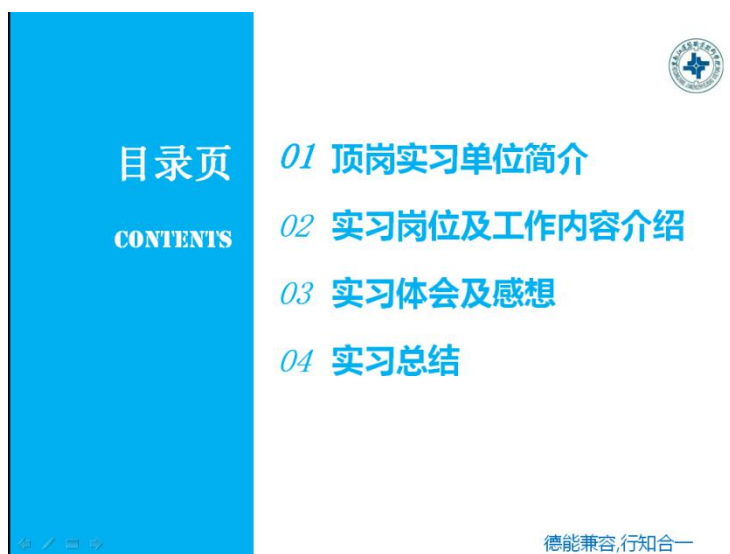 目录页
CONTENTS
01 顶岗实习单位简介
02 实习岗位及工作内容介绍
03 实习体会及感想
04 实习总结
德能兼容,行知合一